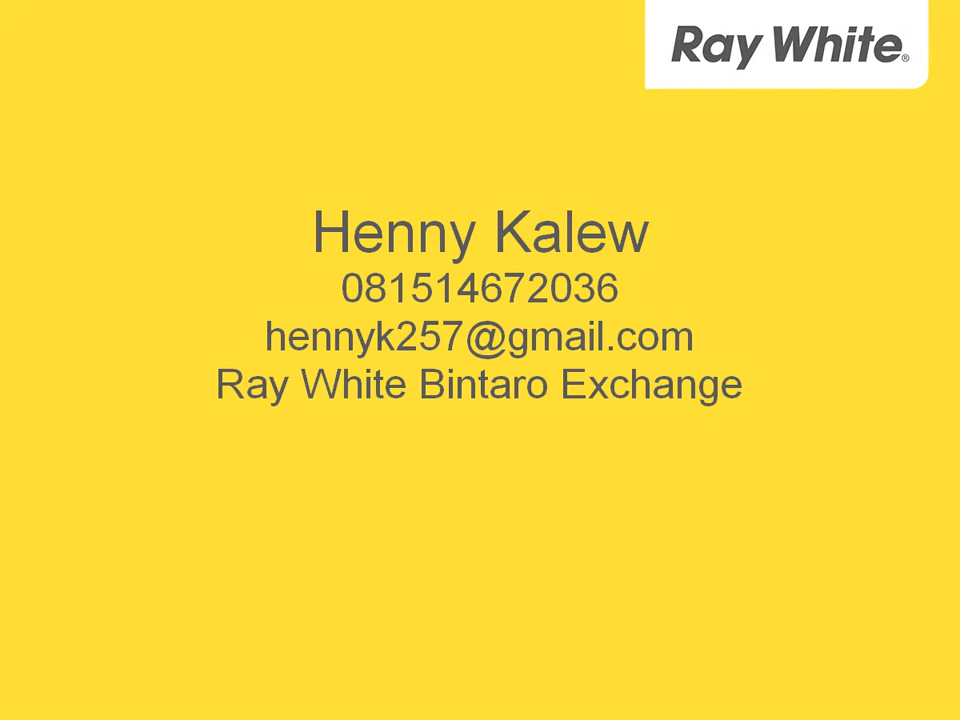 Ray White®
Henny Kalew
081514672036
hennyk257@gmail.com
Ray White Bintaro Exchange